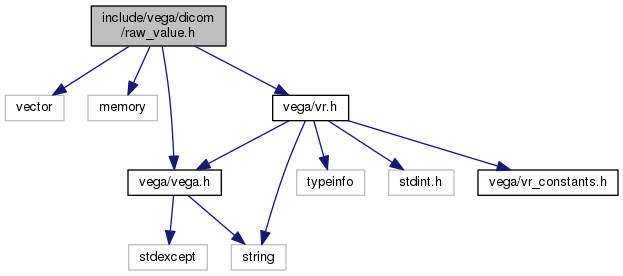 include/vega/dicom
/raw_value.h
vector
memory
vega/vr.h
vega/vega.h
typeinfo
stdint.h
vega/vr_constants.h
stdexcept
string